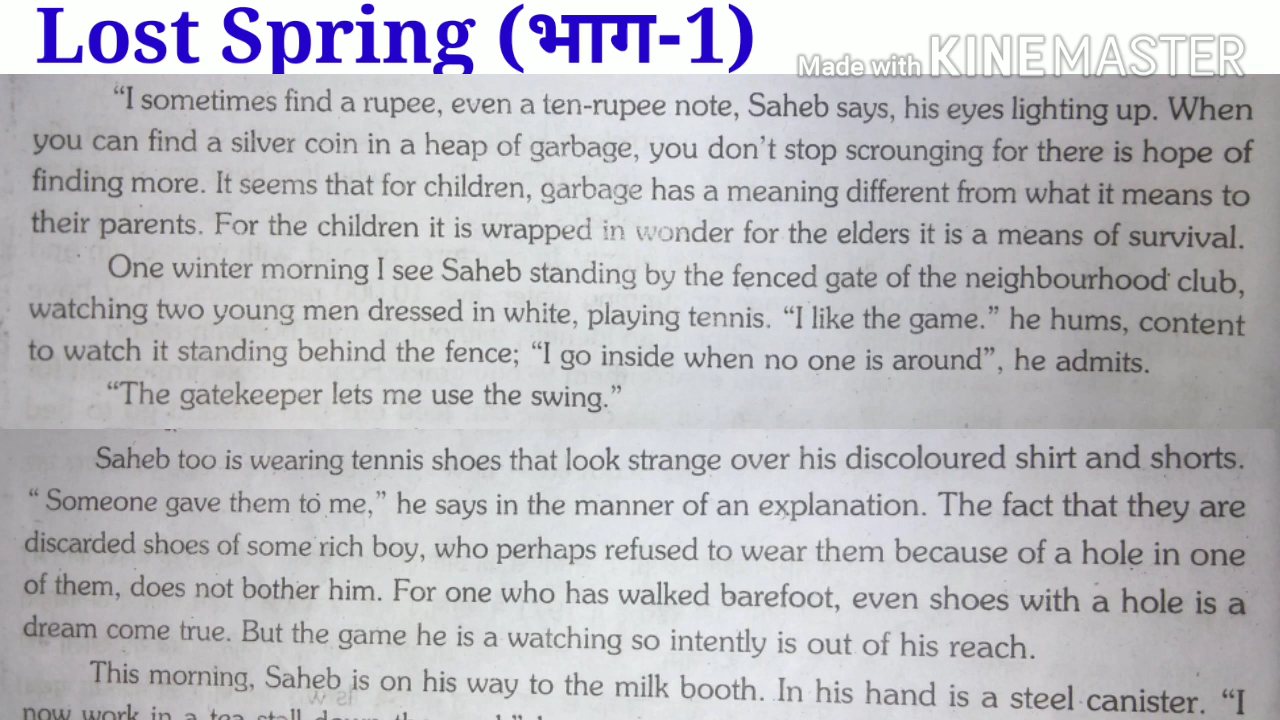 Lost Spring (भाग-1)
Made with KINEMASTER
“I sometimes find a rupee, even a ten-rupee note, Saheb says, his eyes lighting up. When
you can find a silver coin in a heap of garbage, you don’t stop scrounging for there is hope of
finding more. It seems that for children, garbage has a meaning different from what it means to
their parents. For the children it is wrapped in wonder for the elders it is a means of survival.
One winter morning I see Saheb standing by the fenced gate of the neighbourhood club,
watching two young men dressed in white, playing tennis. “I like the game.” he hums, content
to watch it standing behind the fence; “I go inside when no one is around”, he admits.
“The gatekeeper lets me use the swing.”
Saheb too is wearing tennis shoes that look strange over his discoloured shirt and shorts.
“ Someone gave them to me,” he says in the manner of an explanation. The fact that they are
discarded shoes of some rich boy, who perhaps refused to wear them because of a hole in one
of them, does not bother him. For one who has walked barefoot, even shoes with a hole is a
dream come true. But the game he is a watching so intently is out of his reach.
This morning, Saheb is on his way to the milk booth. In his hand is a steel canister. “I
now work in a tea stall down the